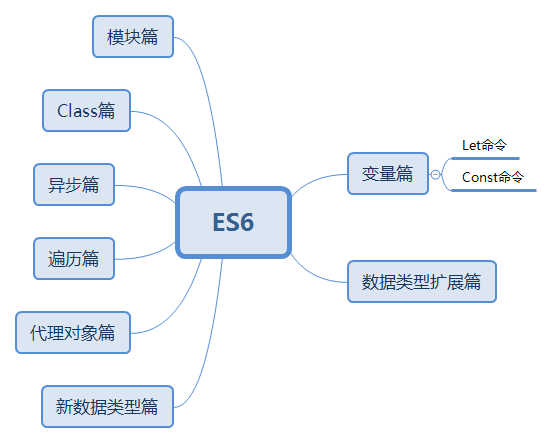 模块篇
Class篇
异步篇
遍历篇
代理对象篇
新数据类型篇
ES6
变量篇
Let命令
Const命令
数据类型扩展篇